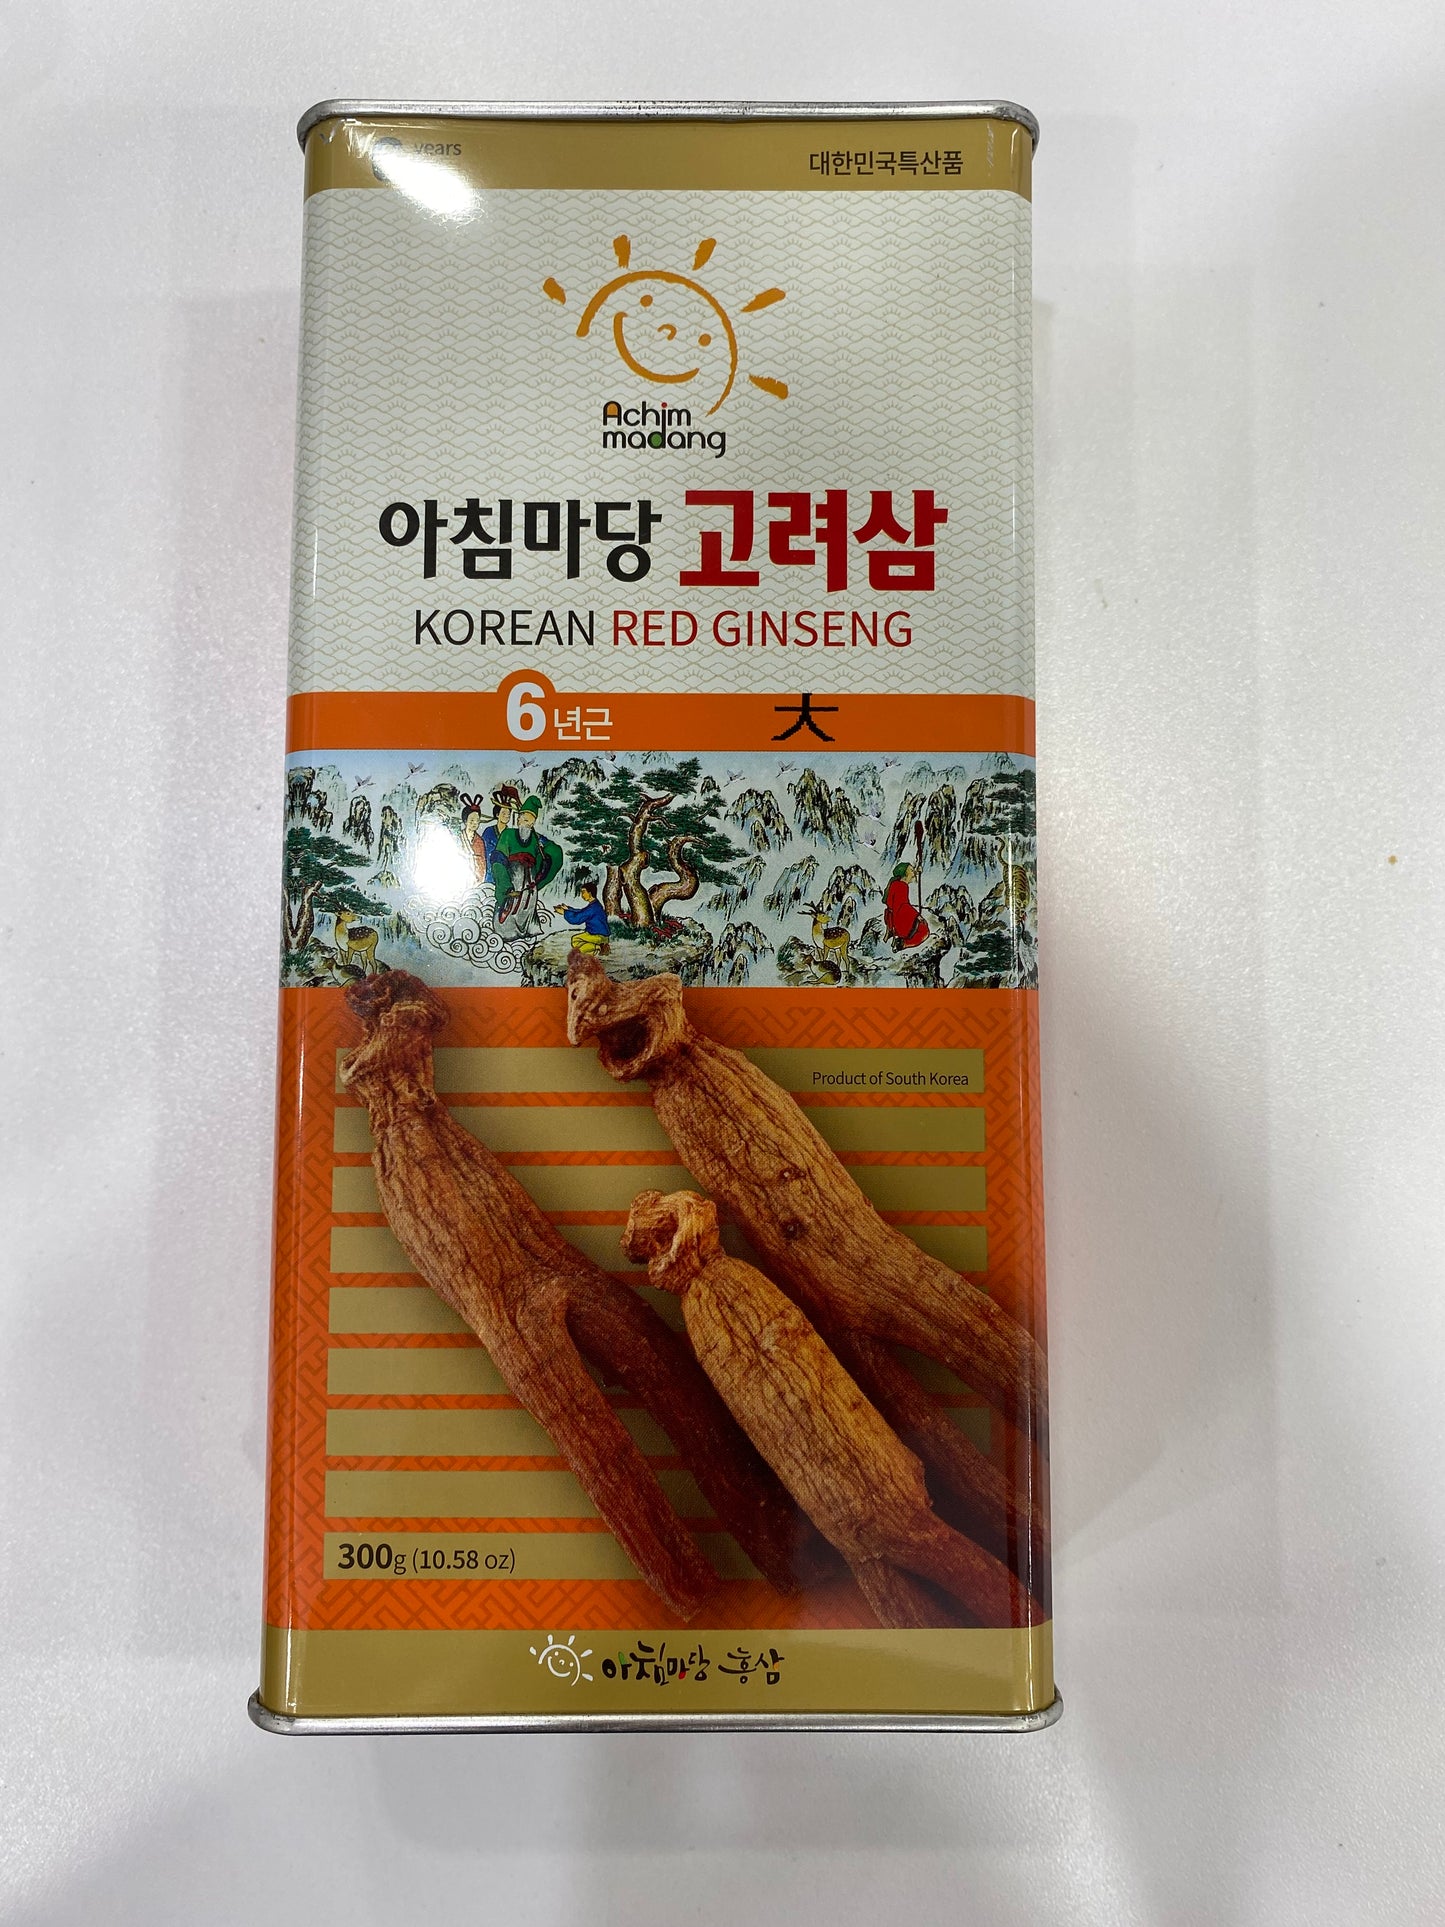 years
대한민국특산품
Achim
madang
아침마당 고려삼
KOREAN RED GINSENG
6년근 大
Product of South Korea
300g (10.58 oz)
아침마당 홍삼